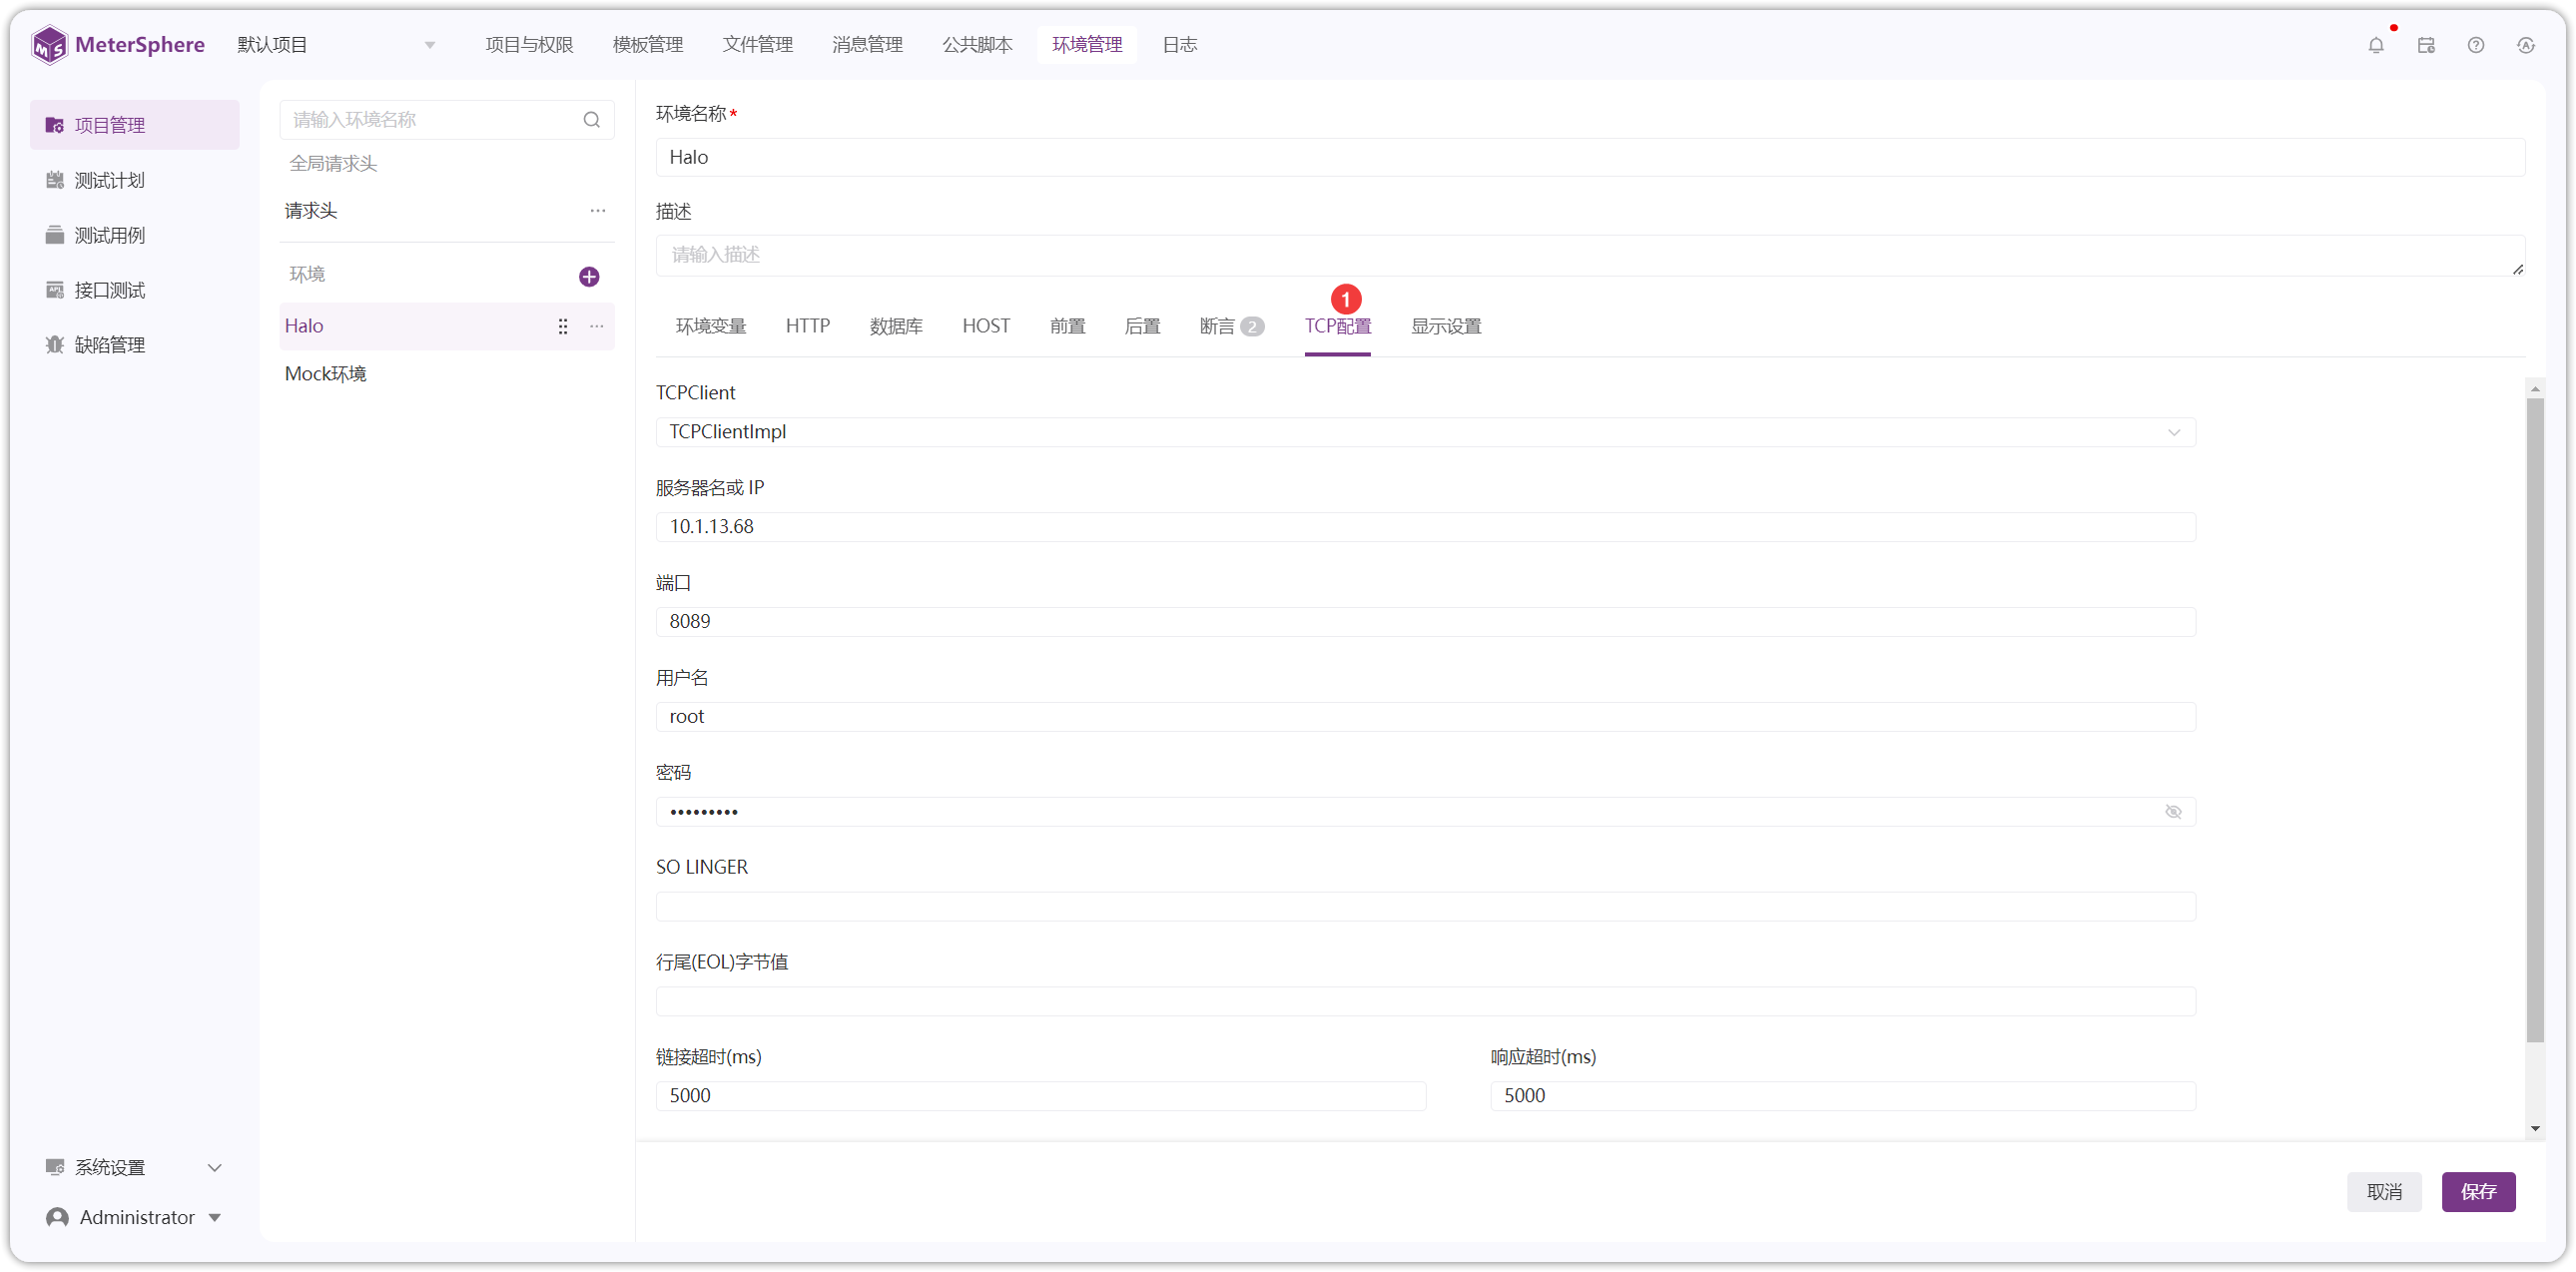 MeterSphere
默认项目
项目与权限
模板管理
文件管理
消息管理
公共脚本
环境管理
日志
项目管理
测试计划
测试用例
接口测试
缺陷管理
系统设置
Administrator
请输入环境名称
全局请求头
请求头
环境
Halo
Mock环境
环境名称*
Halo
描述
请输入描述
1
环境变量
HTTP
数据库
HOST
前置
后置
断言 2
TCP配置
显示设置
TCPClient
TCPClientImpl
服务器名或 IP
10.1.13.68
端口
8089
用户名
root
密码
•••••••••
SO LINGER
行尾(EOL)字节值
链接超时(ms)
5000
响应超时(ms)
5000
取消
保存